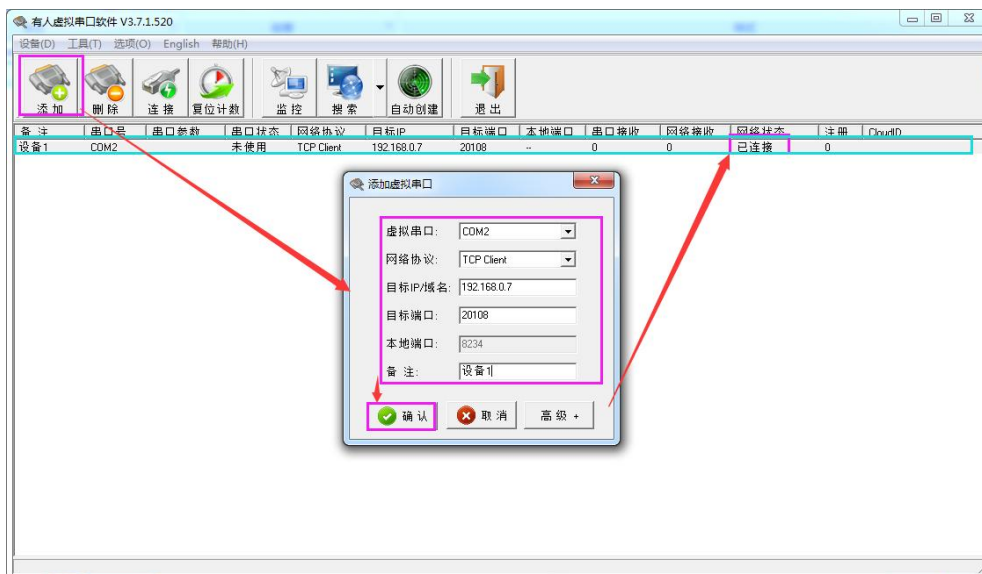 有人虚拟串口软件 V3.7.1.520
设备(D) 工具(T) 选项(O) English 帮助(H)
添加 删除 连接 复位计数 监控 搜索 自动创建 退出
备注 串口号 串口参数 串口状态 网络协议 目标IP 目标端口 本地端口 串口接收 网络接收 网络状态 注册 CloudID
设备1 COM2 未使用 TCP Client 192.168.0.7 20108 -- 0 0 已连接 0
添加虚拟串口
虚拟串口: COM2
网络协议: TCP Client
目标IP/域名: 192.168.0.7
目标端口: 20108
本地端口: 8234
备 注: 设备1
确认 取消 高级 +